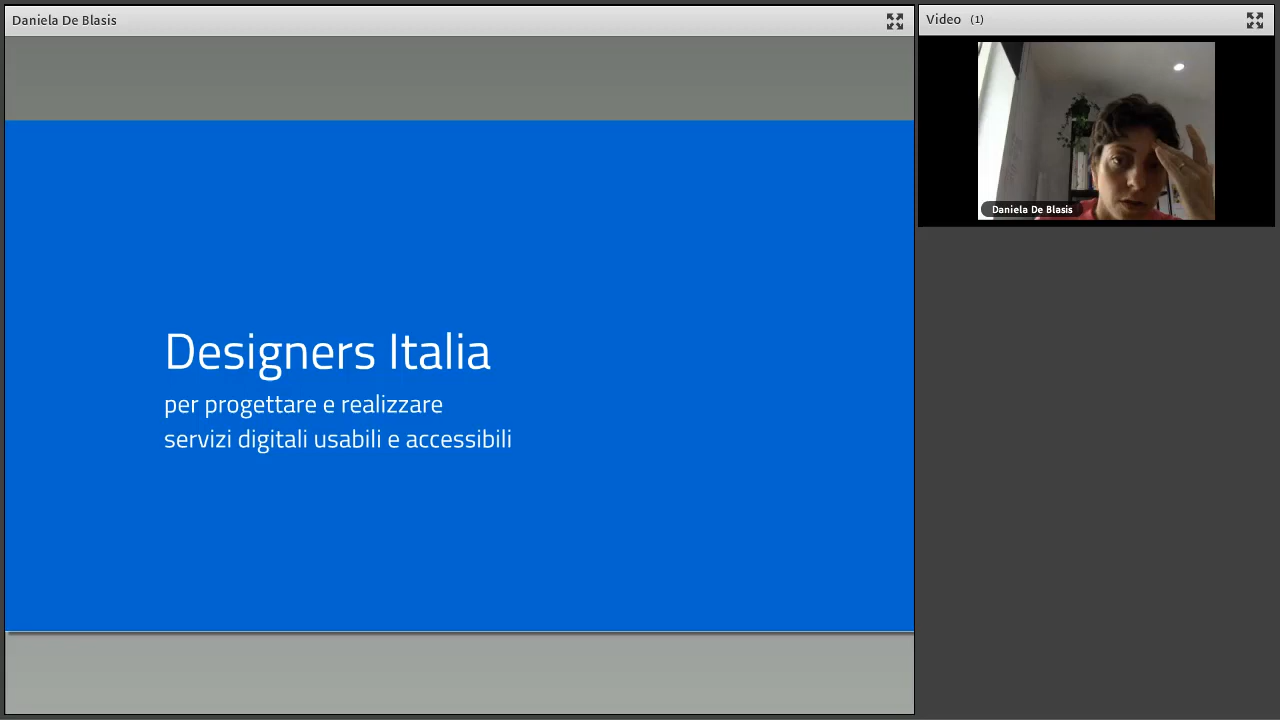 Daniela De Blasis
Video (1)
Daniela De Blasis
Designers Italia
per progettare e realizzare
servizi digitali usabili e accessibili